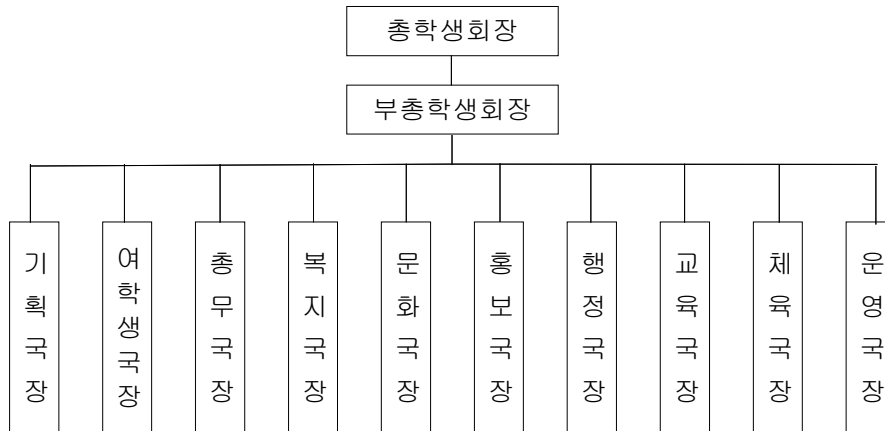 총학생회장
부총학생회장
기획국장
여학생국장
총무국장
복지국장
문화국장
홍보국장
행정국장
교육국장
체육국장
운영국장